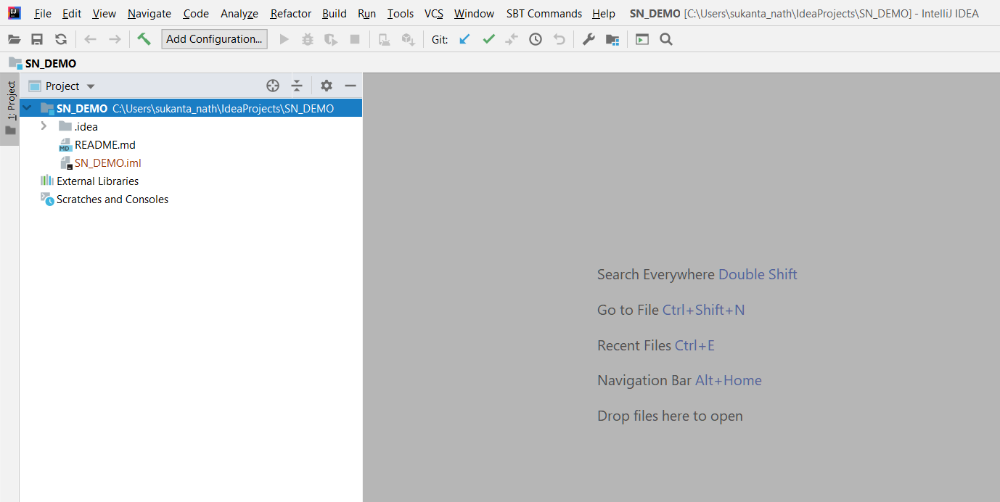 File Edit View Navigate Code Analyze Refactor Build Run Tools VCS Window SBT Commands Help SN_DEMO [C:\Users\sukanta_nath\IdeaProjects\SN_DEMO] - IntelliJ IDEA
Add Configuration... Git:
SN_DEMO
1: Project
Project
SN_DEMO C:\Users\sukanta_nath\IdeaProjects\SN_DEMO
.idea
MD README.md
SN_DEMO.iml
External Libraries
Scratches and Consoles
Search Everywhere Double Shift
Go to File Ctrl+Shift+N
Recent Files Ctrl+E
Navigation Bar Alt+Home
Drop files here to open